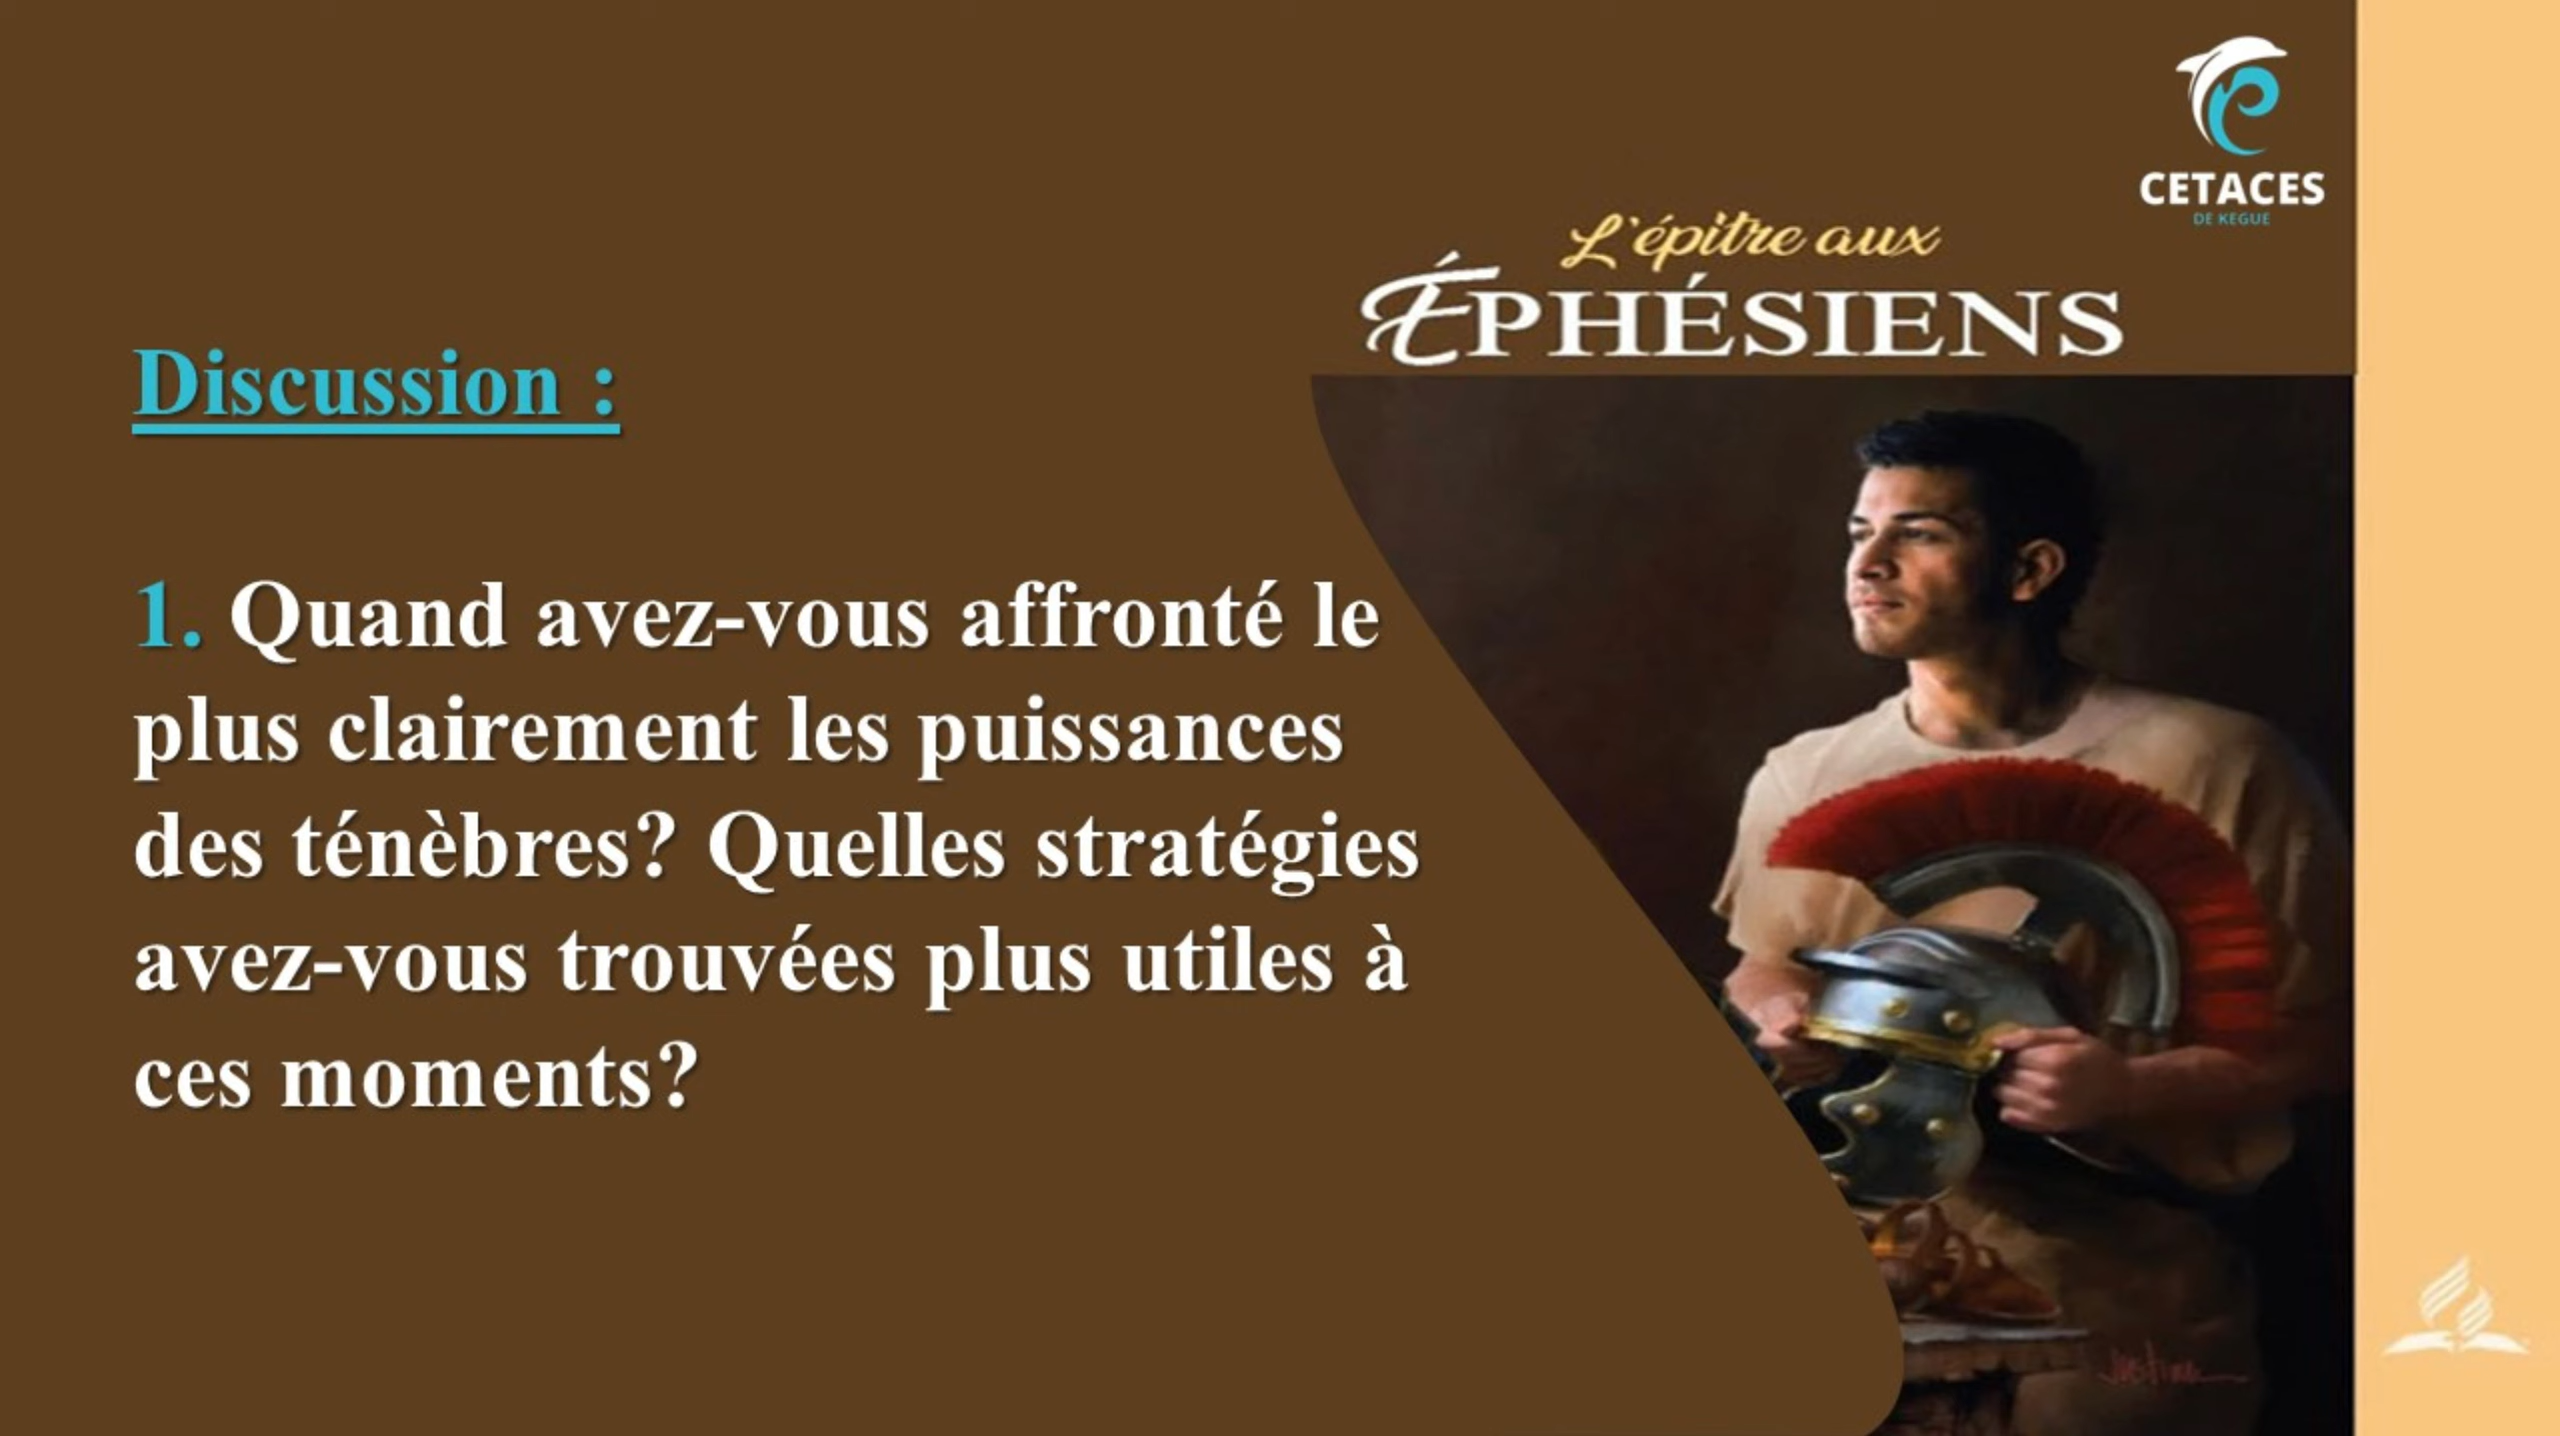 CETACES
DE KEGUE
L'épitre aux
ÉPHÉSIENS
Discussion :
1. Quand avez-vous affronté le
plus clairement les puissances
des ténèbres? Quelles stratégies
avez-vous trouvées plus utiles à
ces moments?